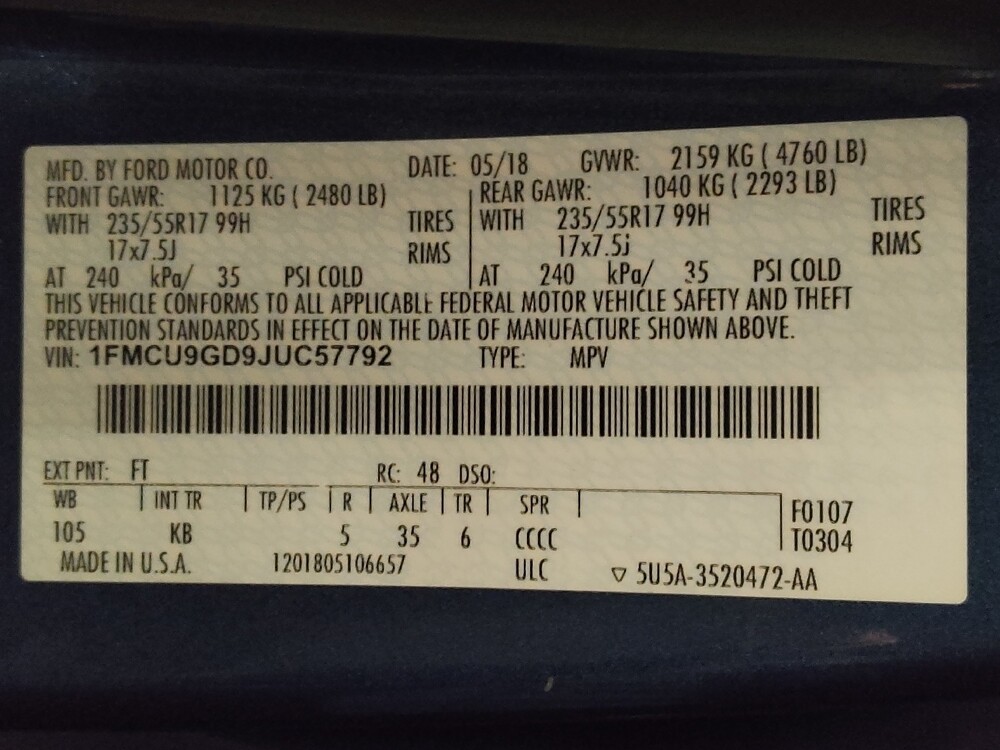 MFD. BY FORD MOTOR CO. DATE: 05/18 GVWR: 2159 KG ( 4760 LB)
FRONT GAWR: 1125 KG ( 2480 LB) REAR GAWR: 1040 KG ( 2293 LB)
WITH 235/55R17 99H TIRES WITH 235/55R17 99H TIRES
17x7.5J RIMS 17x7.5j RIMS
AT 240 kPa/ 35 PSI COLD AT 240 kPa/ 35 PSI COLD
THIS VEHICLE CONFORMS TO ALL APPLICABLE FEDERAL MOTOR VEHICLE SAFETY AND THEFT
PREVENTION STANDARDS IN EFFECT ON THE DATE OF MANUFACTURE SHOWN ABOVE.
VIN: 1FMCU9GD9JUC57792 TYPE: MPV
EXT PNT: FT RC: 48 DSO:
WB INT TR TP/PS R AXLE TR SPR F0107
105 KB 5 35 6 CCCC T0304
MADE IN U.S.A. 1201805106657 ULC ▽ 5U5A-3520472-AA